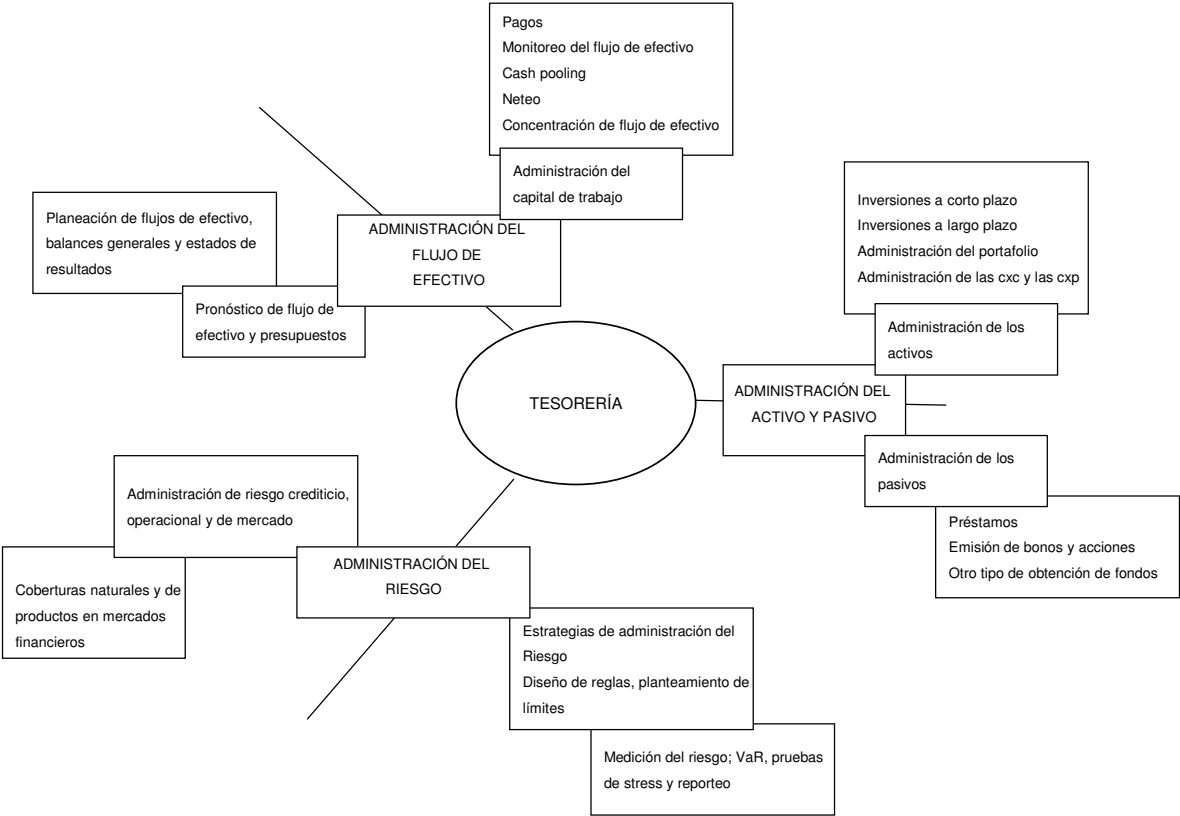 Pagos
Monitoreo del flujo de efectivo
Cash pooling
Neteo
Concentración de flujo de efectivo
Administración del
capital de trabajo
ADMINISTRACIÓN DEL
FLUJO DE
EFECTIVO
Planeación de flujos de efectivo,
balances generales y estados de
resultados
Pronóstico de flujo de
efectivo y presupuestos
Inversiones a corto plazo
Inversiones a largo plazo
Administración del portafolio
Administración de las cxc y las cxp
Administración de los
activos
TESORERÍA
ADMINISTRACIÓN DEL
ACTIVO Y PASIVO
Administración de los
pasivos
Préstamos
Emisión de bonos y acciones
Otro tipo de obtención de fondos
Administración de riesgo crediticio,
operacional y de mercado
ADMINISTRACIÓN DEL
RIESGO
Coberturas naturales y de
productos en mercados
financieros
Estrategias de administración del
Riesgo
Diseño de reglas, planteamiento de
límites
Medición del riesgo; VaR, pruebas
de stress y reporteo